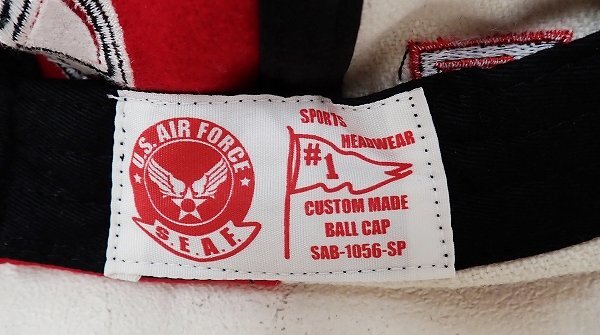 U.S. AIR FORCE
S.E.A.F.
SPORTS
HEADWEAR
#1
CUSTOM MADE
BALL CAP
SAB-1056-SP